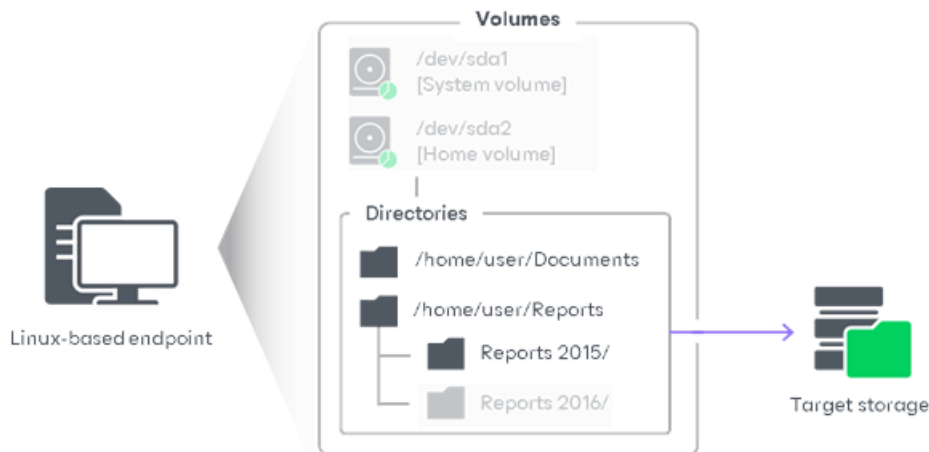 Volumes
/dev/sda1
[System volume]
/dev/sda2
[Home volume]
Directories
/home/user/Documents
/home/user/Reports
Reports 2015/
Reports 2016/
Linux-based endpoint
Target storage